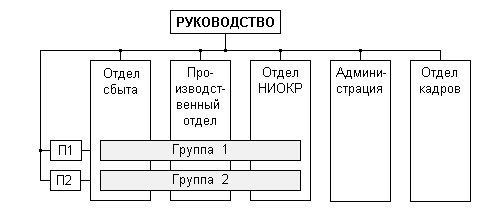 РУКОВОДСТВО
Отдел
сбыта
Про-
изводст-
венный
отдел
Отдел
НИОКР
Админи-
страция
Отдел
кадров
П1
Группа 1
П2
Группа 2